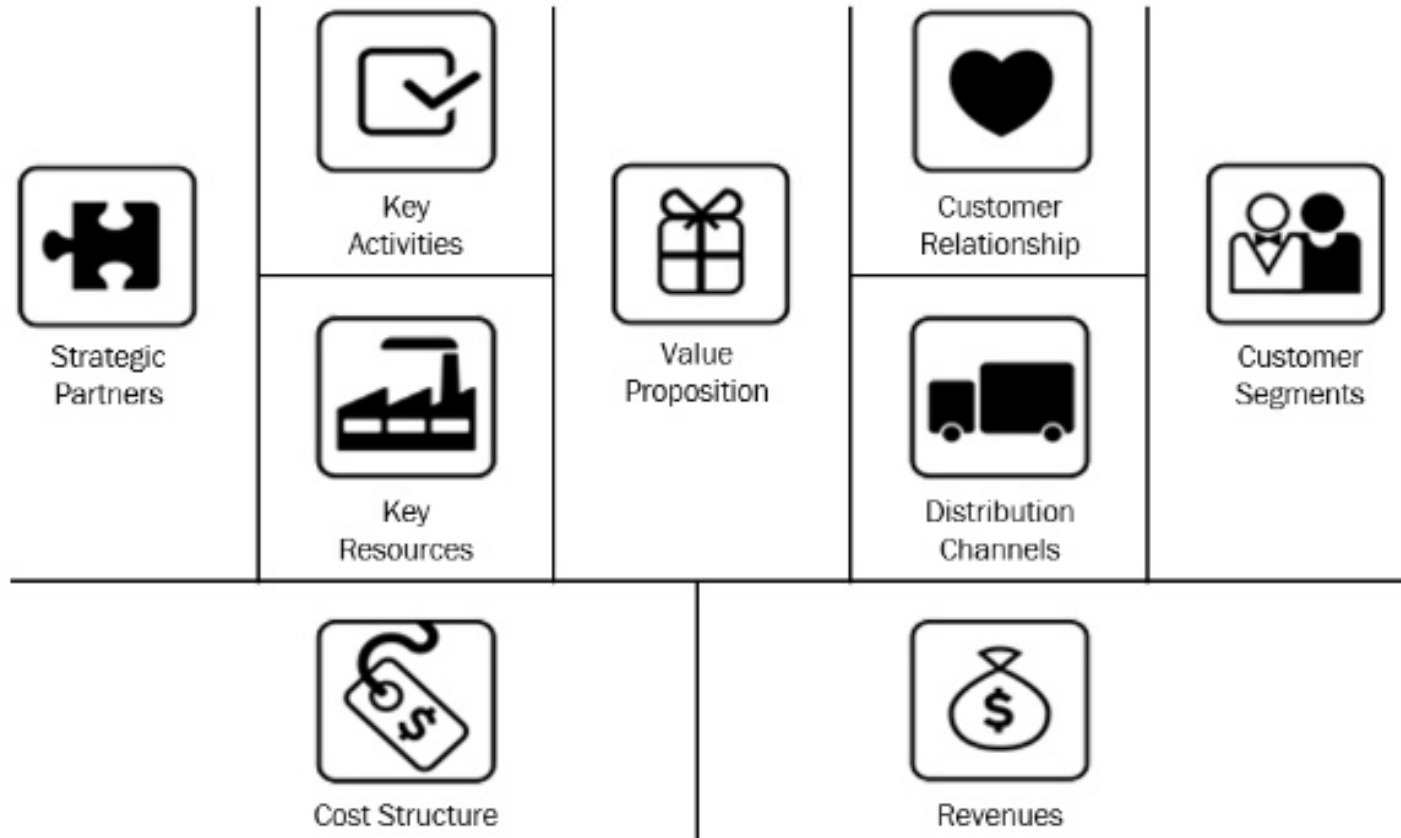 Key
Activities
Customer
Relationship
Strategic
Partners
Value
Proposition
Customer
Segments
Key
Resources
Distribution
Channels
$
Cost Structure
$
Revenues